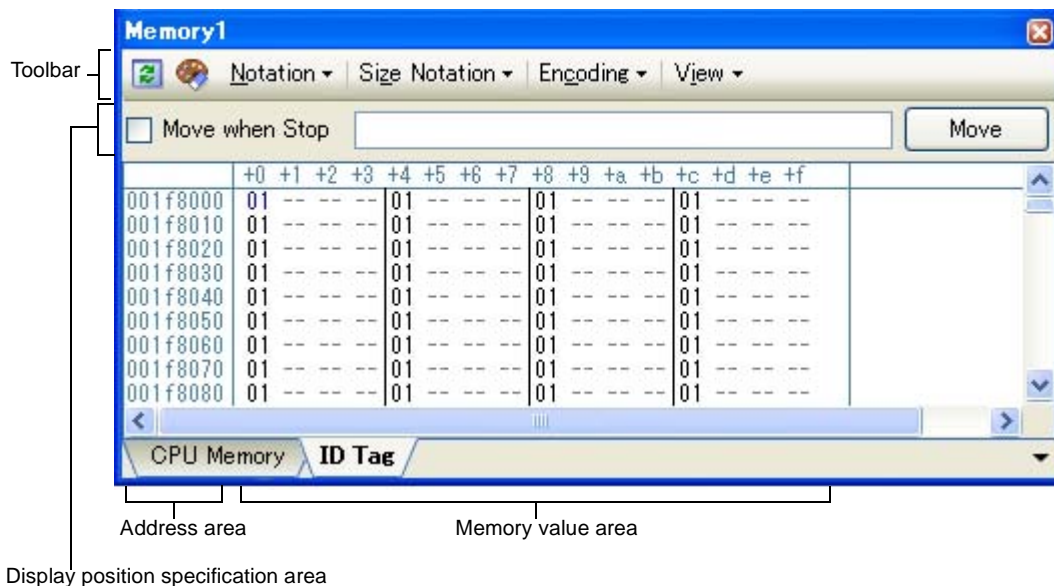 Memory1
Toolbar
Notation Size Notation Encoding View
Move when Stop Move
+0 +1 +2 +3 +4 +5 +6 +7 +8 +9 +a +b +c +d +e +f
001f8000 01 -- -- -- 01 -- -- -- 01 -- -- -- 01 -- -- --
001f8010 01 -- -- -- 01 -- -- -- 01 -- -- -- 01 -- -- --
001f8020 01 -- -- -- 01 -- -- -- 01 -- -- -- 01 -- -- --
001f8030 01 -- -- -- 01 -- -- -- 01 -- -- -- 01 -- -- --
001f8040 01 -- -- -- 01 -- -- -- 01 -- -- -- 01 -- -- --
001f8050 01 -- -- -- 01 -- -- -- 01 -- -- -- 01 -- -- --
001f8060 01 -- -- -- 01 -- -- -- 01 -- -- -- 01 -- -- --
001f8070 01 -- -- -- 01 -- -- -- 01 -- -- -- 01 -- -- --
001f8080 01 -- -- -- 01 -- -- -- 01 -- -- -- 01 -- -- --
CPU Memory ID Tag
Address area Memory value area
Display position specification area